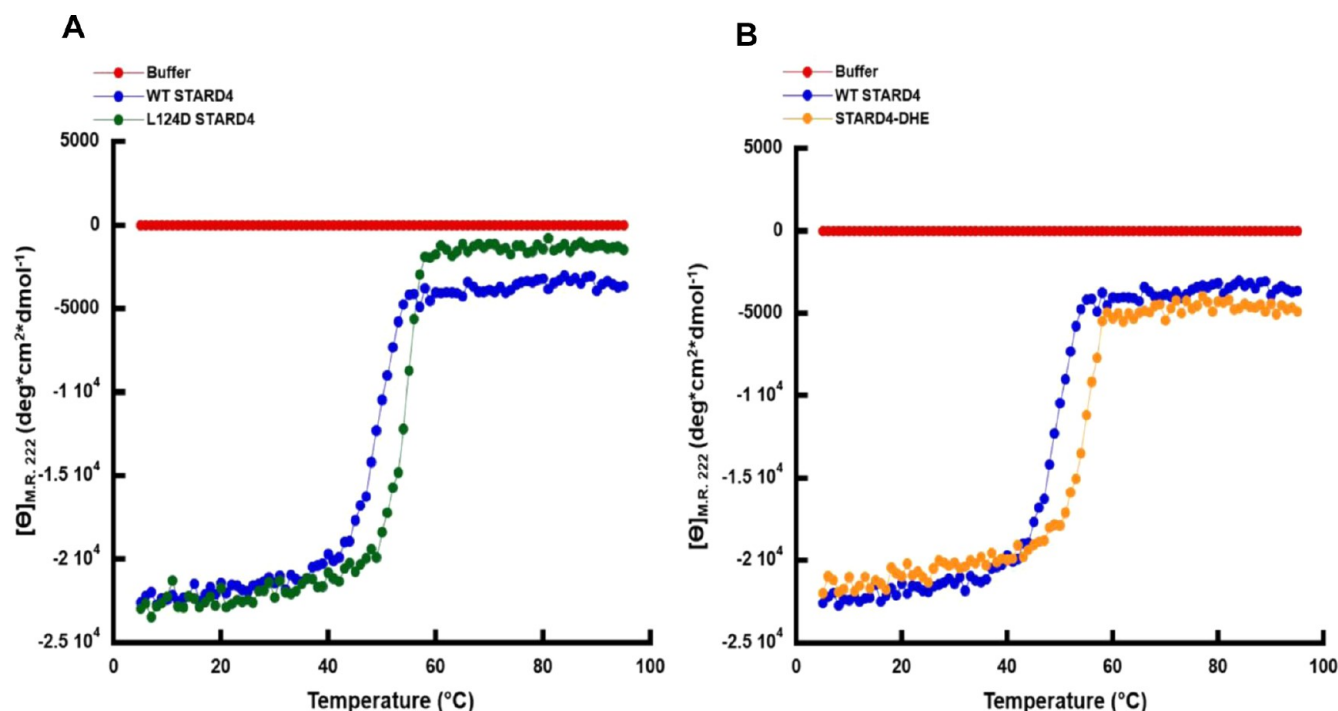 A
Buffer
WT STARD4
L124D STARD4
5000
0
-5000
-1 10⁴
-1.5 10⁴
-2 10⁴
-2.5 10⁴
[Θ]M.R. 222 (deg*cm²*dmol⁻¹)
0 20 40 60 80 100
Temperature (°C)
B
Buffer
WT STARD4
STARD4-DHE
5000
0
-5000
-1 10⁴
-1.5 10⁴
-2 10⁴
-2.5 10⁴
[Θ]M.R. 222 (deg*cm²*dmol⁻¹)
0 20 40 60 80 100
Temperature (°C)